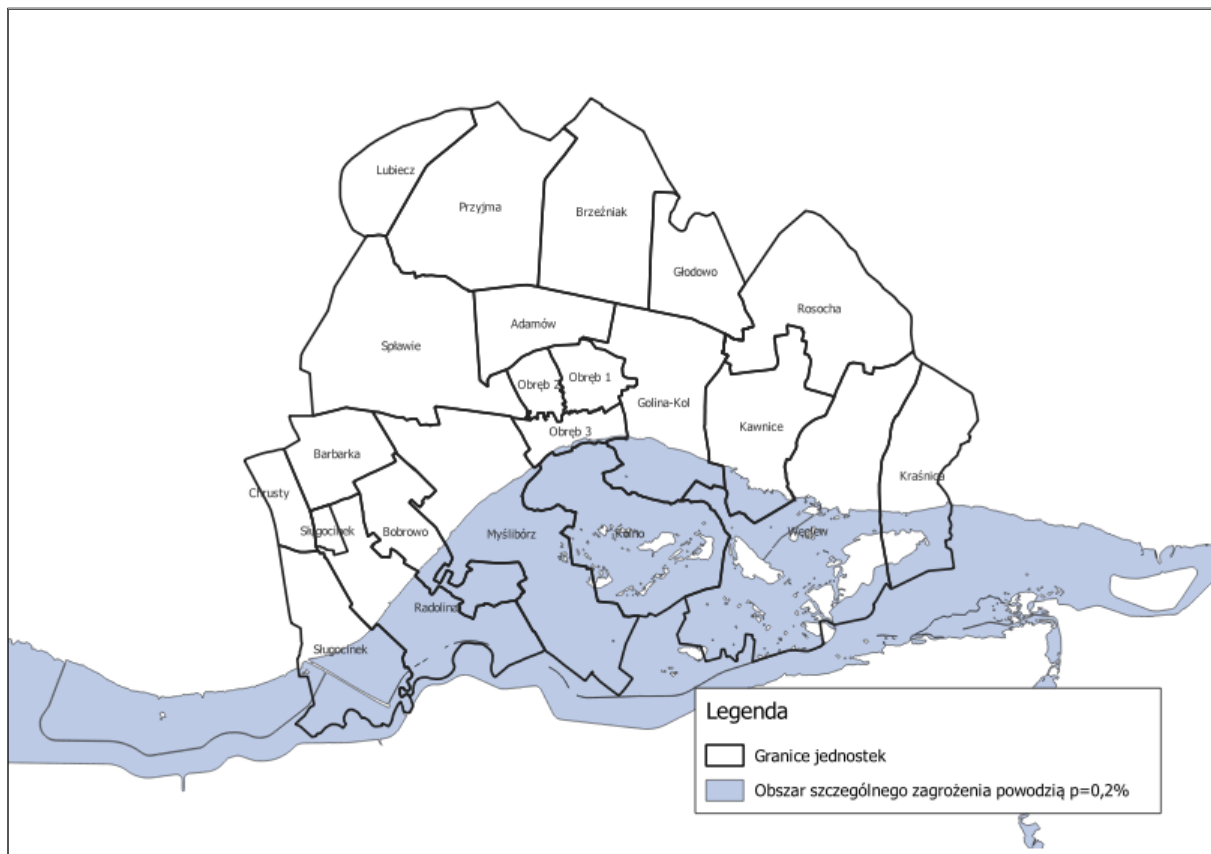 Lubiecz
Przyjma
Brzeźniak
Głodowo
Rosocha
Adamów
Spławie
Obręb 2
Obręb 1
Golina-Kol
Kawnice
Obręb 3
Barbarka
Chrusty
Kraśnica
Sługocinek
Bobrowo
Myślibórz
Kolno
Węglew
Radolina
Sługocinek
Legenda
Granice jednostek
Obszar szczególnego zagrożenia powodzią p=0,2%